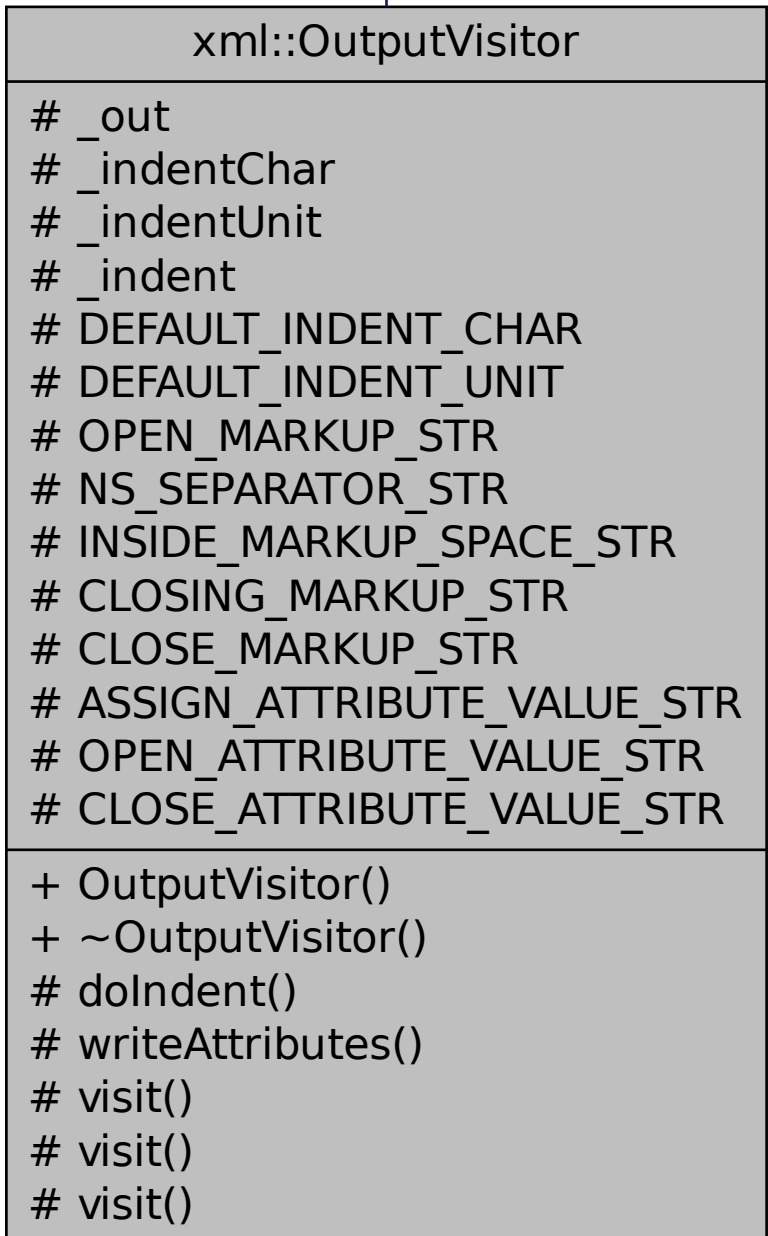 xml::OutputVisitor
# _out
# _indentChar
# _indentUnit
# _indent
# DEFAULT_INDENT_CHAR
# DEFAULT_INDENT_UNIT
# OPEN_MARKUP_STR
# NS_SEPARATOR_STR
# INSIDE_MARKUP_SPACE_STR
# CLOSING_MARKUP_STR
# CLOSE_MARKUP_STR
# ASSIGN_ATTRIBUTE_VALUE_STR
# OPEN_ATTRIBUTE_VALUE_STR
# CLOSE_ATTRIBUTE_VALUE_STR
+ OutputVisitor()
+ ~OutputVisitor()
# doIndent()
# writeAttributes()
# visit()
# visit()
# visit()